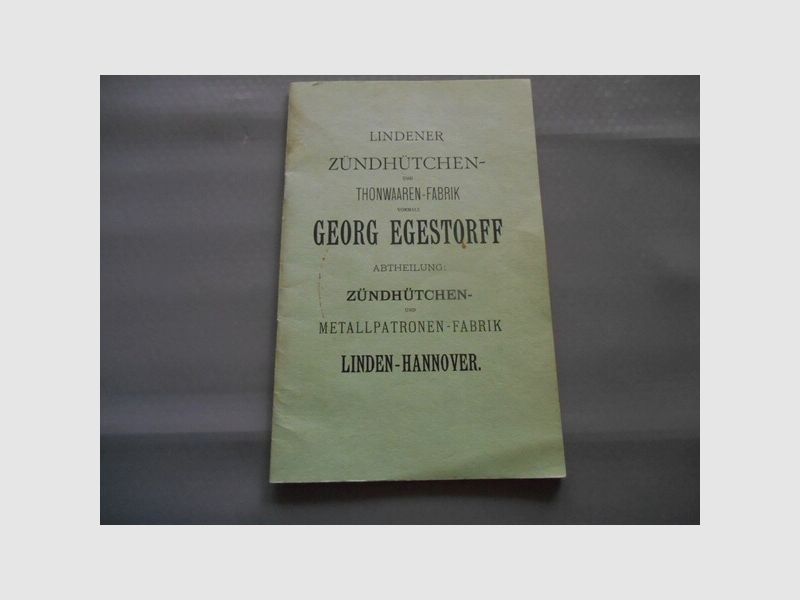 LINDENER
ZÜNDHÜTCHEN-
UND
THONWAAREN-FABRIK
VORMALS
GEORG EGESTORFF
ABTHEILUNG:
ZÜNDHÜTCHEN-
UND
METALLPATRONEN-FABRIK
LINDEN-HANNOVER.